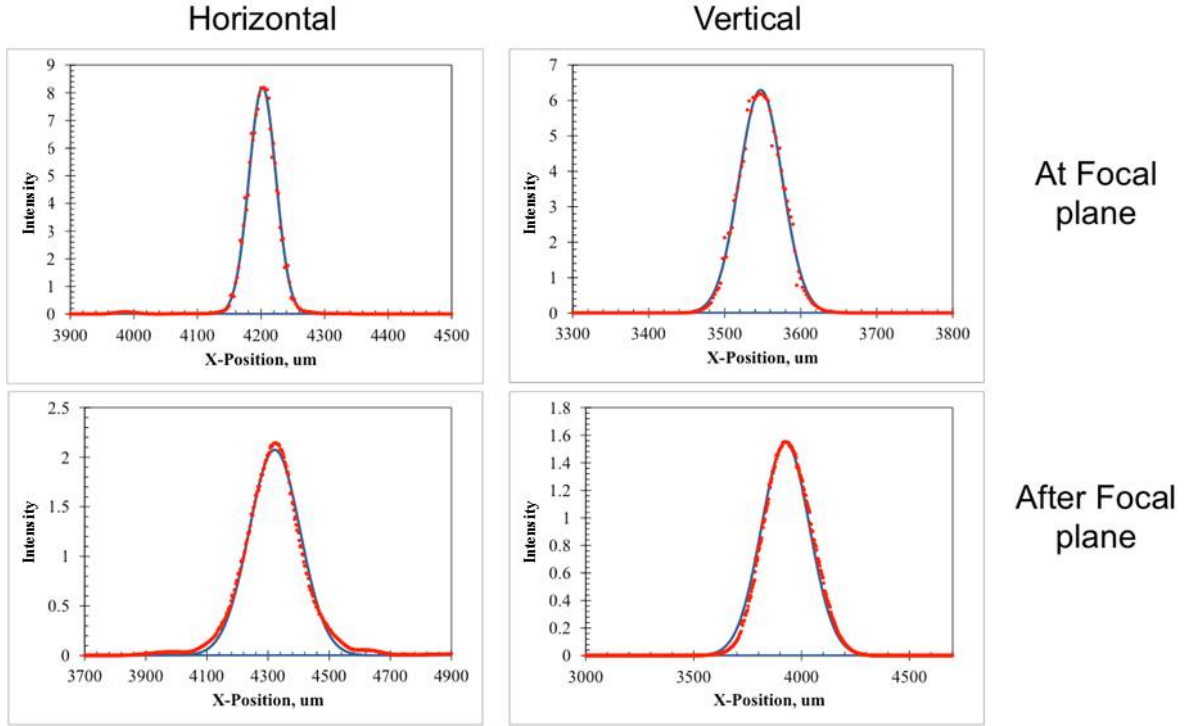 Horizontal
Vertical
9
8
7
6
5
4
3
2
1
0
Intensity
3900 4000 4100 4200 4300 4400 4500
X-Position, um
7
6
5
4
3
2
1
0
Intensity
3300 3400 3500 3600 3700 3800
X-Position, um
At Focal
plane
2.5
2
1.5
1
0.5
0
Intensity
3700 3900 4100 4300 4500 4700 4900
X-Position, um
1.8
1.6
1.4
1.2
1
0.8
0.6
0.4
0.2
0
Intensity
3000 3500 4000 4500
X-Position, um
After Focal
plane